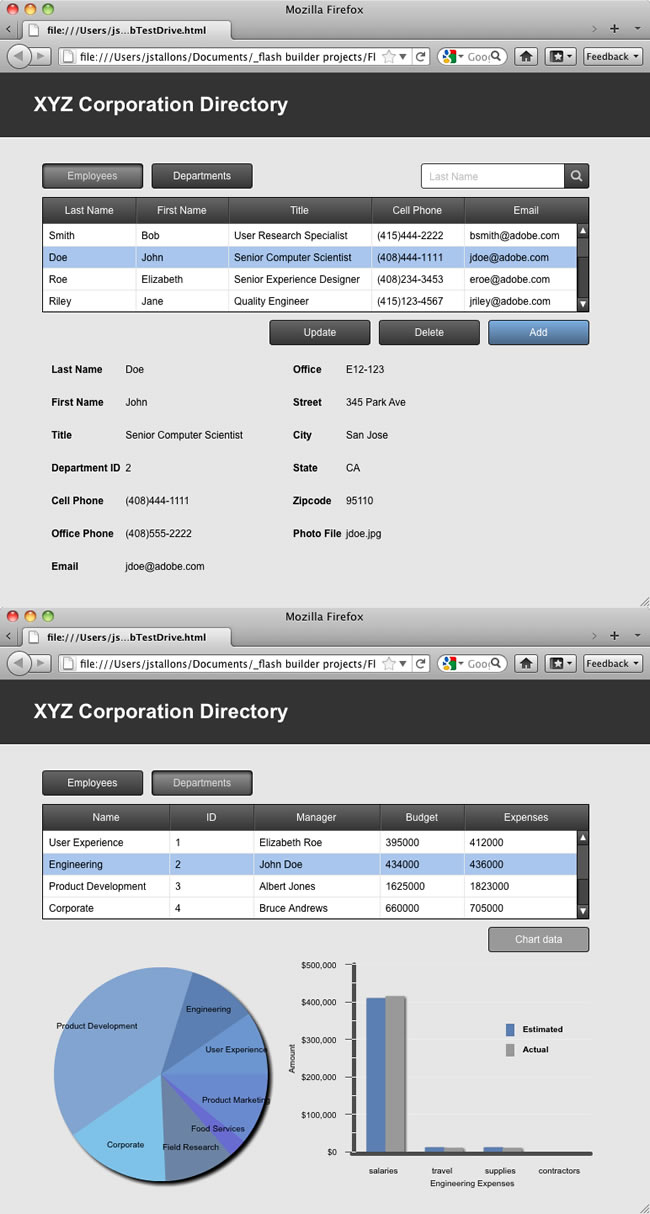 Mozilla Firefox
file:///Users/js...bTestDrive.html
file:///Users/jstallons/Documents/_flash builder projects/Fl
Goo
Feedback
XYZ Corporation Directory
Employees Departments Last Name
Last Name First Name Title Cell Phone Email
Smith Bob User Research Specialist (415)444-2222 bsmith@adobe.com
Doe John Senior Computer Scientist (408)444-1111 jdoe@adobe.com
Roe Elizabeth Senior Experience Designer (408)234-3453 eroe@adobe.com
Riley Jane Quality Engineer (415)123-4567 jriley@adobe.com
Update Delete Add
Last Name Doe Office E12-123
First Name John Street 345 Park Ave
Title Senior Computer Scientist City San Jose
Department ID 2 State CA
Cell Phone (408)444-1111 Zipcode 95110
Office Phone (408)555-2222 Photo File jdoe.jpg
Email jdoe@adobe.com
Mozilla Firefox
file:///Users/js...bTestDrive.html
file:///Users/jstallons/Documents/_flash builder projects/Fl
Goo
Feedback
XYZ Corporation Directory
Employees Departments
Name ID Manager Budget Expenses
User Experience 1 Elizabeth Roe 395000 412000
Engineering 2 John Doe 434000 436000
Product Development 3 Albert Jones 1625000 1823000
Corporate 4 Bruce Andrews 660000 705000
Chart data
Product Development
Engineering
User Experience
Product Marketing
Food Services
Field Research
Corporate
$500,000
$400,000
$300,000
$200,000
$100,000
$0
Amount
Estimated
Actual
salaries travel supplies contractors
Engineering Expenses